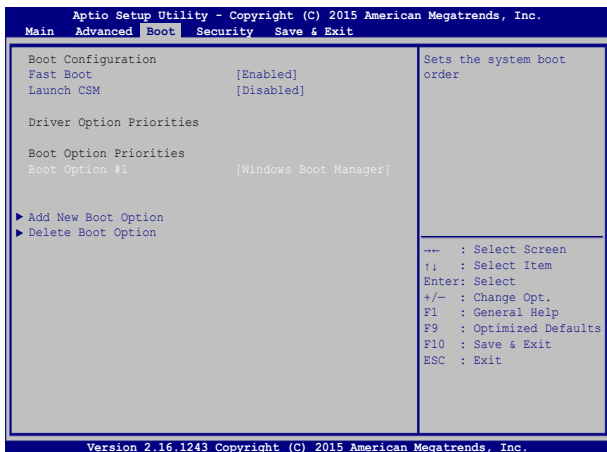 Aptio Setup Utility - Copyright (C) 2015 American Megatrends, Inc.
Main Advanced Boot Security Save & Exit
Boot Configuration
Fast Boot [Enabled]
Launch CSM [Disabled]
Driver Option Priorities
Boot Option Priorities
Boot Option #1 [Windows Boot Manager]
Add New Boot Option
Delete Boot Option
Sets the system boot
order
→← : Select Screen
↑↓ : Select Item
Enter: Select
+/— : Change Opt.
F1 : General Help
F9 : Optimized Defaults
F10 : Save & Exit
ESC : Exit
Version 2.16.1243 Copyright (C) 2015 American Megatrends, Inc.